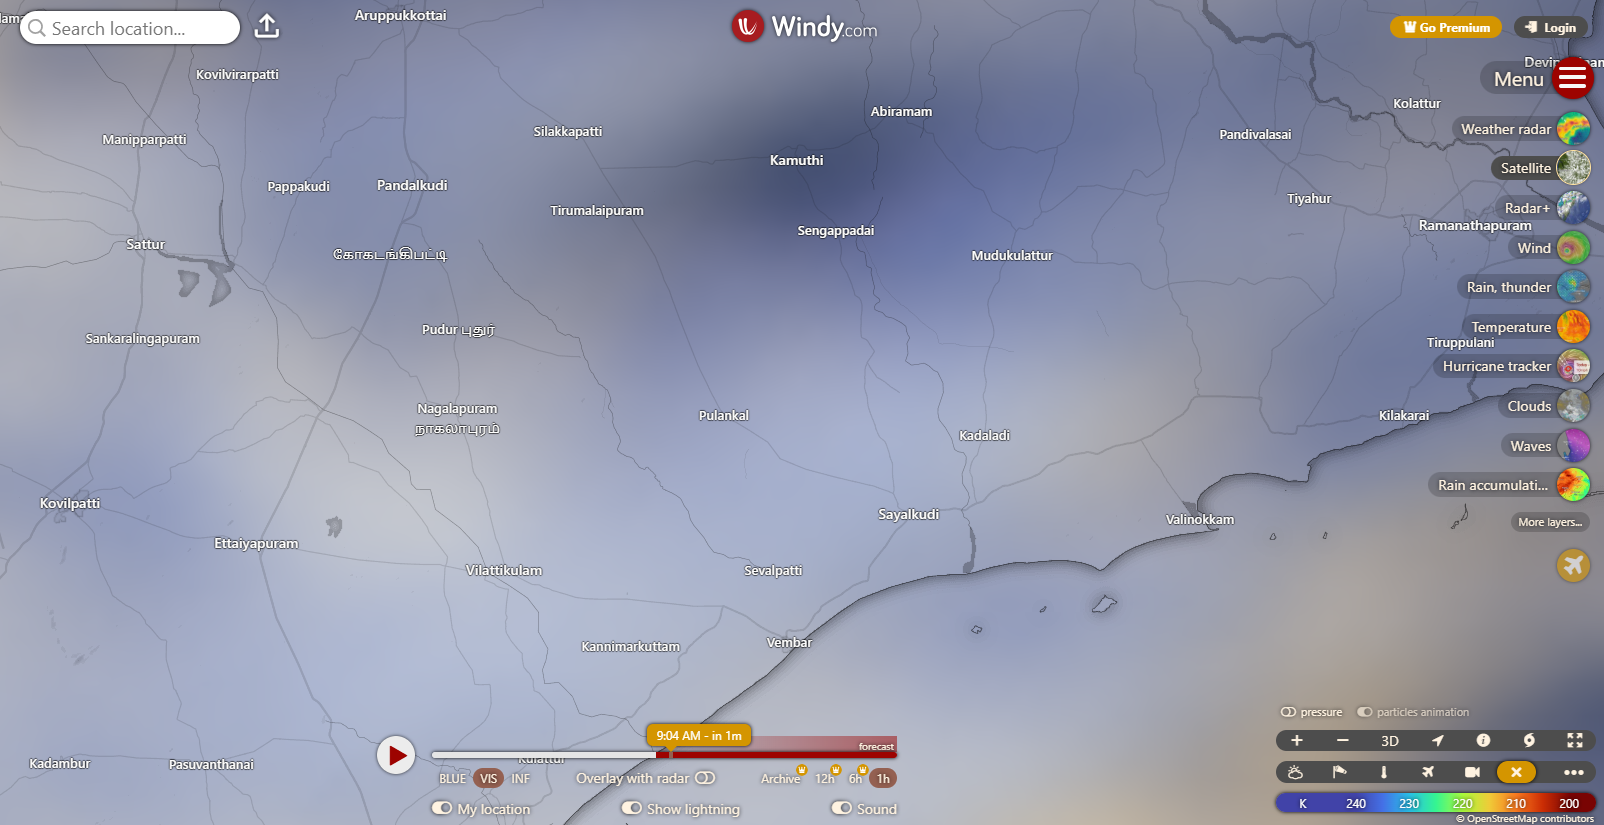 Aruppukkottai
Search location...
Windy.com
Go Premium
Login
Kovilvirarpatti
Menu
Kolattur
Abiramam
Manipparpatti
Silakkapatti
Pandivalasai
Weather radar
Kamuthi
Satellite
Pappakudi
Pandalkudi
Tirumalaipuram
Tiyahur
Radar+
Sengappadai
Ramanathapuram
Sattur
கோகடங்கிபட்டி
Mudukulattur
Wind
Rain, thunder
Pudur புதுர்
Temperature
Sankaralingapuram
Tiruppulani
Hurricane tracker
Nagalapuram
நாகலாபுரம்
Pulankal
Kadaladi
Kilakarai
Clouds
Waves
Rain accumulati...
Kovilpatti
Sayalkudi
Valinokkam
More layers...
Ettaiyapuram
Vilattikulam
Sevalpatti
Kannimarkuttam
Vembar
pressure
particles animation
9:04 AM - in 1m
forecast
3D
Kadambur
Pasuvanthanai
Kulattur
BLUE VIS INF
Overlay with radar
Archive 12h 6h 1h
My location
Show lightning
Sound
K 240 230 220 210 200
© OpenStreetMap contributors